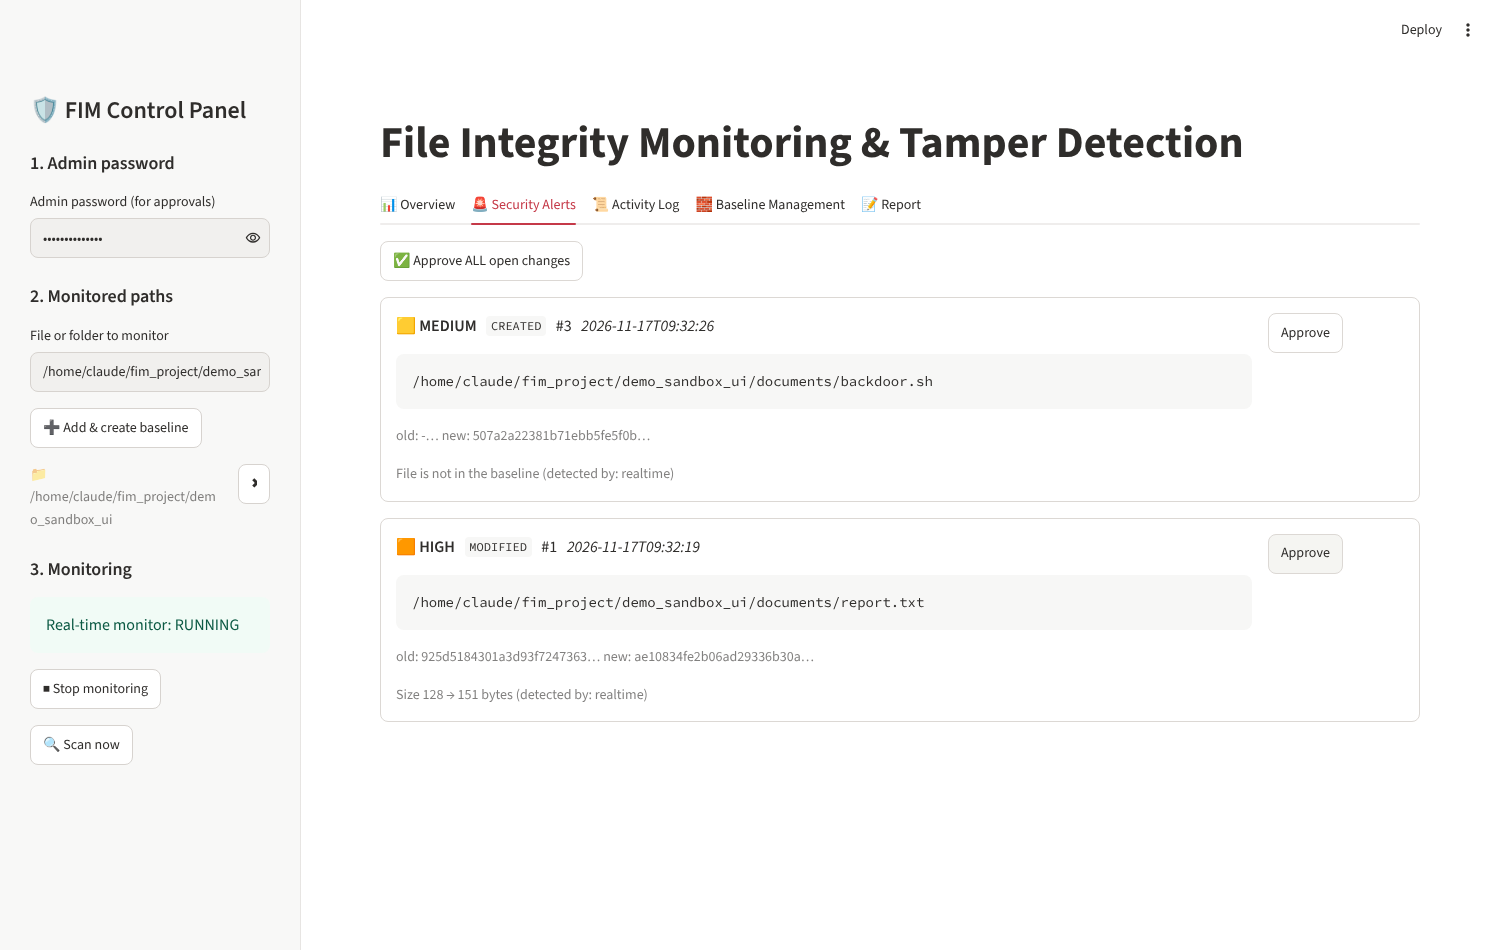 Deploy
🛡️ FIM Control Panel
1. Admin password
Admin password (for approvals)
••••••••••••••
2. Monitored paths
File or folder to monitor
/home/claude/fim_project/demo_sar
➕ Add & create baseline
📁
/home/claude/fim_project/dem
o_sandbox_ui
3. Monitoring
Real-time monitor: RUNNING
⏹ Stop monitoring
🔍 Scan now
File Integrity Monitoring & Tamper Detection
📊 Overview 🚨 Security Alerts 📜 Activity Log 🧱 Baseline Management 📝 Report
✅ Approve ALL open changes
🟨 MEDIUM CREATED #3 2026-11-17T09:32:26
Approve
/home/claude/fim_project/demo_sandbox_ui/documents/backdoor.sh
old: -… new: 507a2a22381b71ebb5fe5f0b…
File is not in the baseline (detected by: realtime)
🟧 HIGH MODIFIED #1 2026-11-17T09:32:19
Approve
/home/claude/fim_project/demo_sandbox_ui/documents/report.txt
old: 925d5184301a3d93f7247363… new: ae10834fe2b06ad29336b30a…
Size 128 → 151 bytes (detected by: realtime)